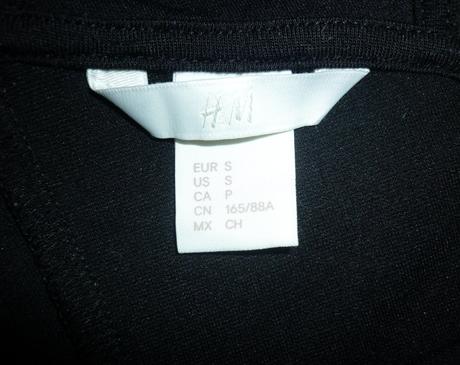 H&M
EUR S
US S
CA P
CN 165/88A
MX CH